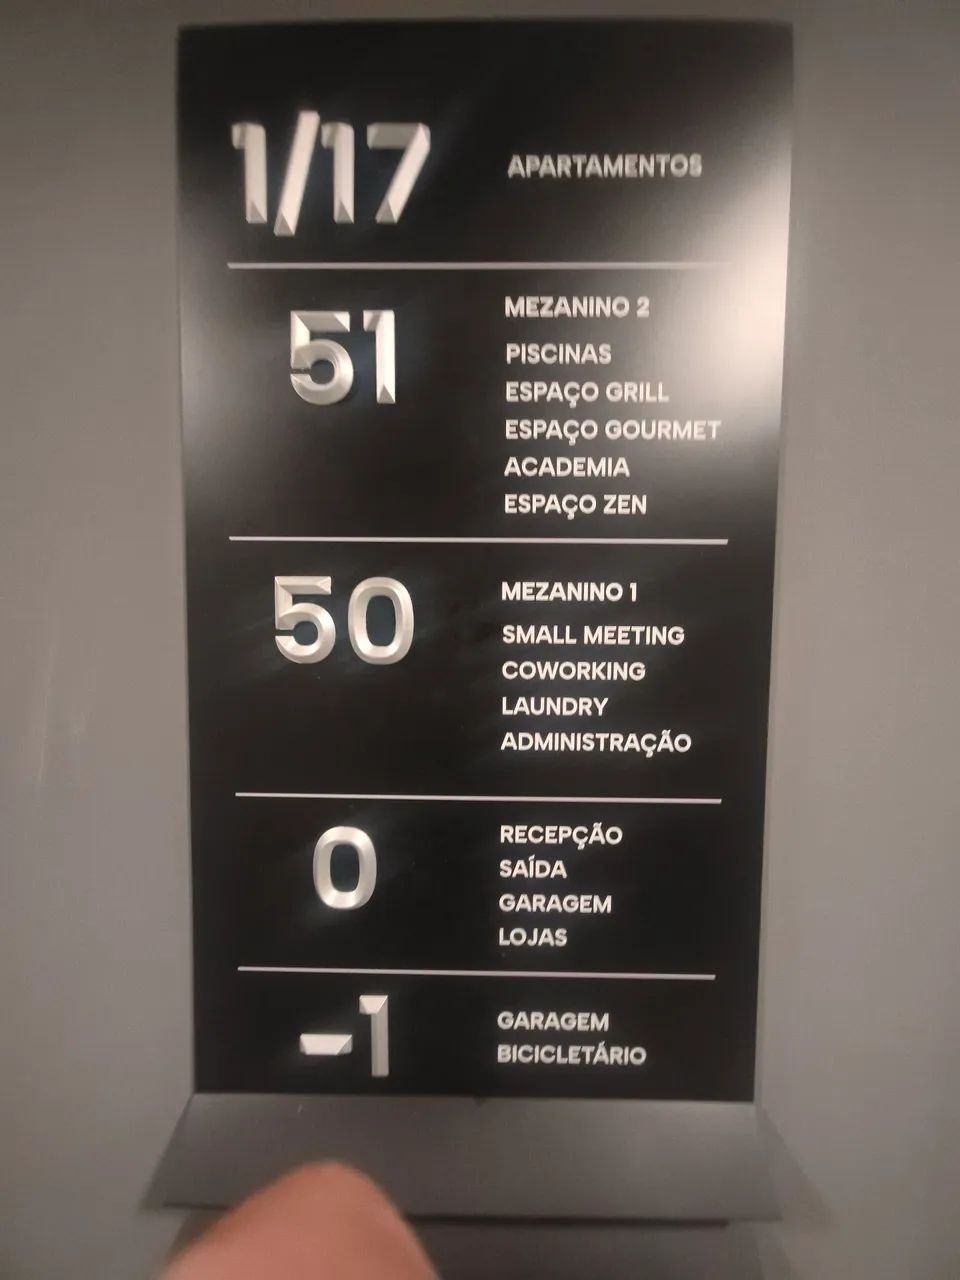 1/17 APARTAMENTOS
51 MEZANINO 2
PISCINAS
ESPAÇO GRILL
ESPAÇO GOURMET
ACADEMIA
ESPAÇO ZEN
50 MEZANINO 1
SMALL MEETING
COWORKING
LAUNDRY
ADMINISTRAÇÃO
0 RECEPÇÃO
SAÍDA
GARAGEM
LOJAS
-1 GARAGEM
BICICLETÁRIO